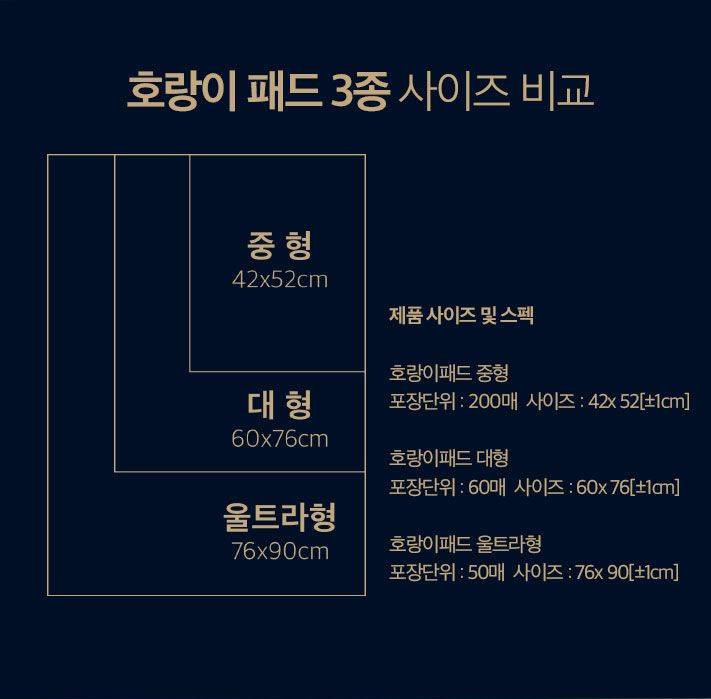 호랑이 패드 3종 사이즈 비교
중 형
42x52cm
대 형
60x76cm
울트라형
76x90cm
제품 사이즈 및 스펙
호랑이패드 중형
포장단위 : 200매 사이즈 : 42x 52[±1cm]
호랑이패드 대형
포장단위 : 60매 사이즈 : 60x 76[±1cm]
호랑이패드 울트라형
포장단위 : 50매 사이즈 : 76x 90[±1cm]